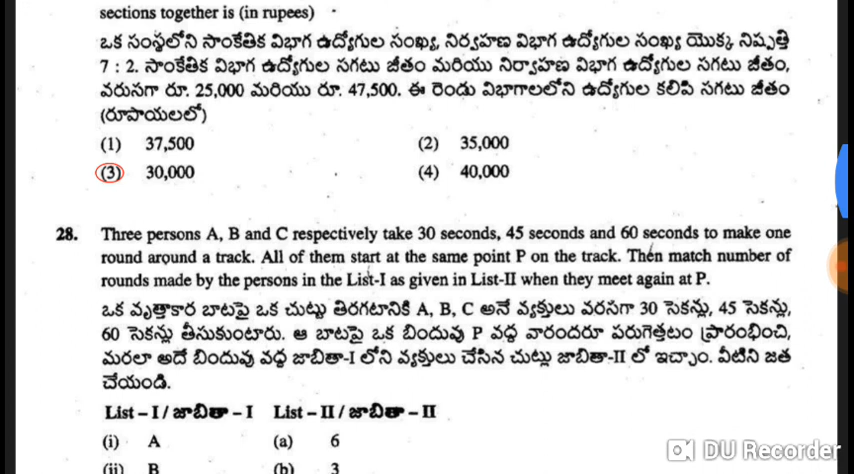 sections together is (in rupees)
ఒక సంస్థలోని సాంకేతిక విభాగ ఉద్యోగుల సంఖ్య, నిర్వహణ విభాగ ఉద్యోగుల సంఖ్య యొక్క నిష్పత్తి
7 : 2. సాంకేతిక విభాగ ఉద్యోగుల సగటు జీతం మరియు నిర్వాహణ విభాగ ఉద్యోగుల సగటు జీతం,
వరుసగా రూ. 25,000 మరియు రూ. 47,500. ఈ రెండు విభాగాలలోని ఉద్యోగుల కలిపి సగటు జీతం
(రూపాయలలో)
(1) 37,500 (2) 35,000
(3) 30,000 (4) 40,000
28. Three persons A, B and C respectively take 30 seconds, 45 seconds and 60 seconds to make one
round around a track. All of them start at the same point P on the track. Then match number of
rounds made by the persons in the List-I as given in List-II when they meet again at P.
ఒక వృత్తాకార బాటపై ఒక చుట్టు తిరగటానికి A, B, C అనే వ్యక్తులు వరసగా 30 సెకన్లు, 45 సెకన్లు,
60 సెకన్లు తీసుకుంటారు. ఆ బాటపై ఒక బిందువు P వద్ద వారందరూ పరుగెత్తటం ప్రారంభించి,
మరలా అదే బిందువు వద్ద జాబితా-I లోని వ్యక్తులు చేసిన చుట్లు జాబితా-II లో ఇచ్చాం. వీటిని జత
చేయండి.
List – I / జాబితా – I List – II / జాబితా – II
(i) A (a) 6
(ii) B (b) 3
DU Recorder